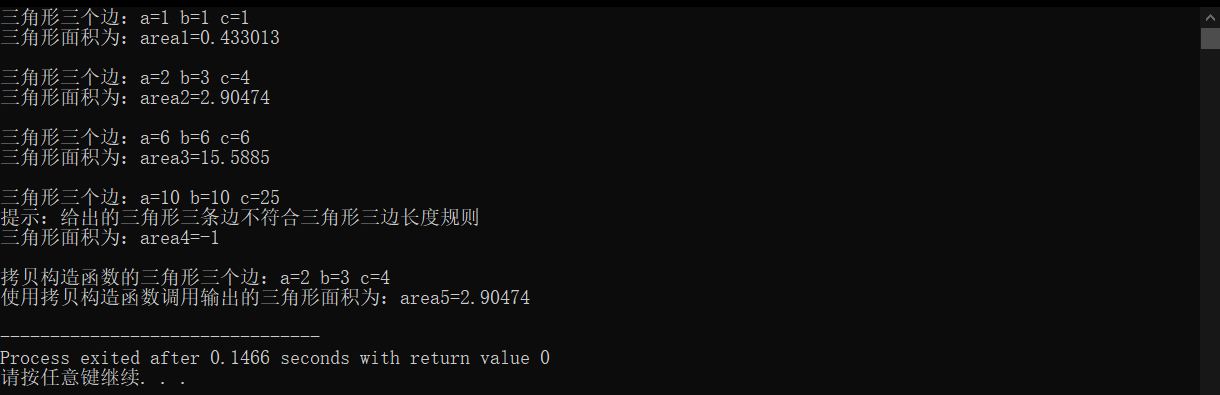 三角形三个边：a=1 b=1 c=1
三角形面积为：area1=0.433013
三角形三个边：a=2 b=3 c=4
三角形面积为：area2=2.90474
三角形三个边：a=6 b=6 c=6
三角形面积为：area3=15.5885
三角形三个边：a=10 b=10 c=25
提示：给出的三角形三条边不符合三角形三边长度规则
三角形面积为：area4=-1
拷贝构造函数的三角形三个边：a=2 b=3 c=4
使用拷贝构造函数调用输出的三角形面积为：area5=2.90474
--------------------------------
Process exited after 0.1466 seconds with return value 0
请按任意键继续. . .